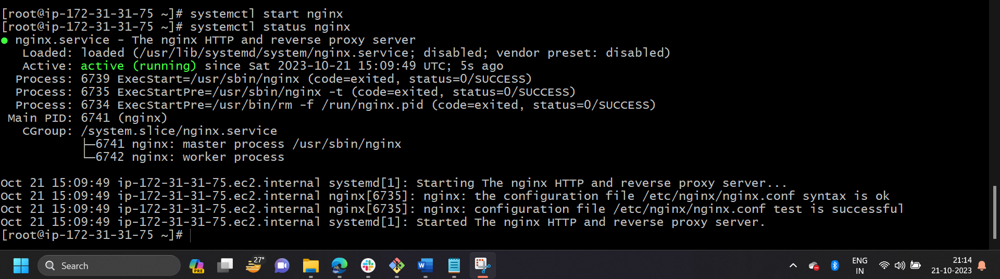 [root@ip-172-31-31-75 ~]# systemctl start nginx
[root@ip-172-31-31-75 ~]# systemctl status nginx
● nginx.service - The nginx HTTP and reverse proxy server
   Loaded: loaded (/usr/lib/systemd/system/nginx.service; disabled; vendor preset: disabled)
   Active: active (running) since Sat 2023-10-21 15:09:49 UTC; 5s ago
  Process: 6739 ExecStart=/usr/sbin/nginx (code=exited, status=0/SUCCESS)
  Process: 6735 ExecStartPre=/usr/sbin/nginx -t (code=exited, status=0/SUCCESS)
  Process: 6734 ExecStartPre=/usr/bin/rm -f /run/nginx.pid (code=exited, status=0/SUCCESS)
 Main PID: 6741 (nginx)
   CGroup: /system.slice/nginx.service
           ├─6741 nginx: master process /usr/sbin/nginx
           └─6742 nginx: worker process
Oct 21 15:09:49 ip-172-31-31-75.ec2.internal systemd[1]: Starting The nginx HTTP and reverse proxy server...
Oct 21 15:09:49 ip-172-31-31-75.ec2.internal nginx[6735]: nginx: the configuration file /etc/nginx/nginx.conf syntax is ok
Oct 21 15:09:49 ip-172-31-31-75.ec2.internal nginx[6735]: nginx: configuration file /etc/nginx/nginx.conf test is successful
Oct 21 15:09:49 ip-172-31-31-75.ec2.internal systemd[1]: Started The nginx HTTP and reverse proxy server.
[root@ip-172-31-31-75 ~]#
Search
PRE
27°
W
ENG
IN
21:14
21-10-2023